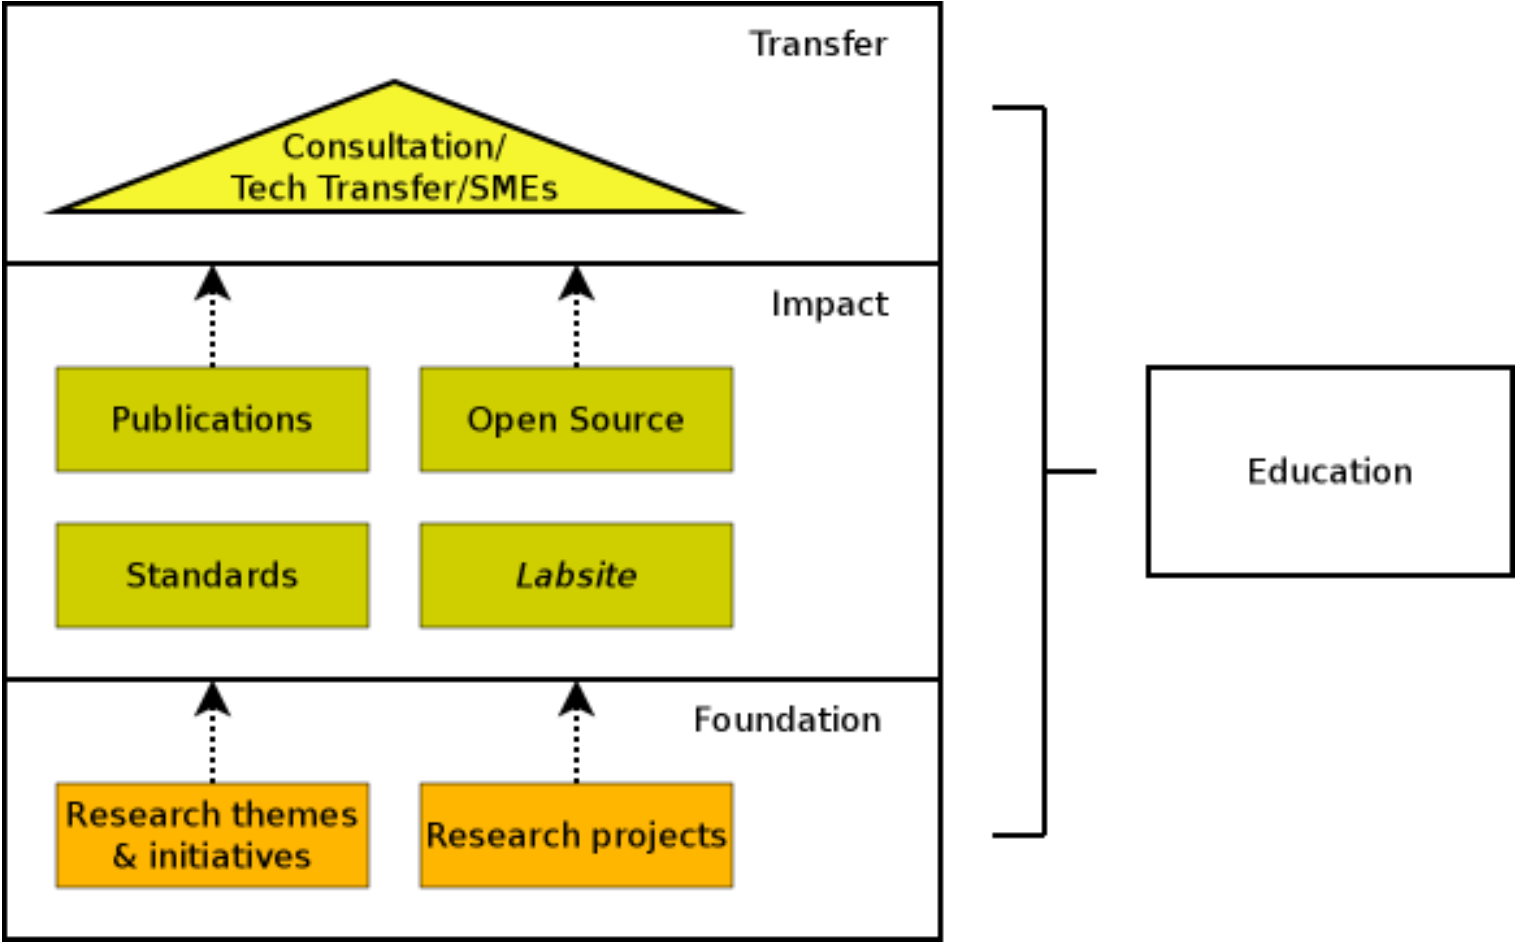 Transfer
Consultation/
Tech Transfer/SMEs
Impact
Publications
Open Source
Standards
Labsite
Education
Foundation
Research themes
& initiatives
Research projects